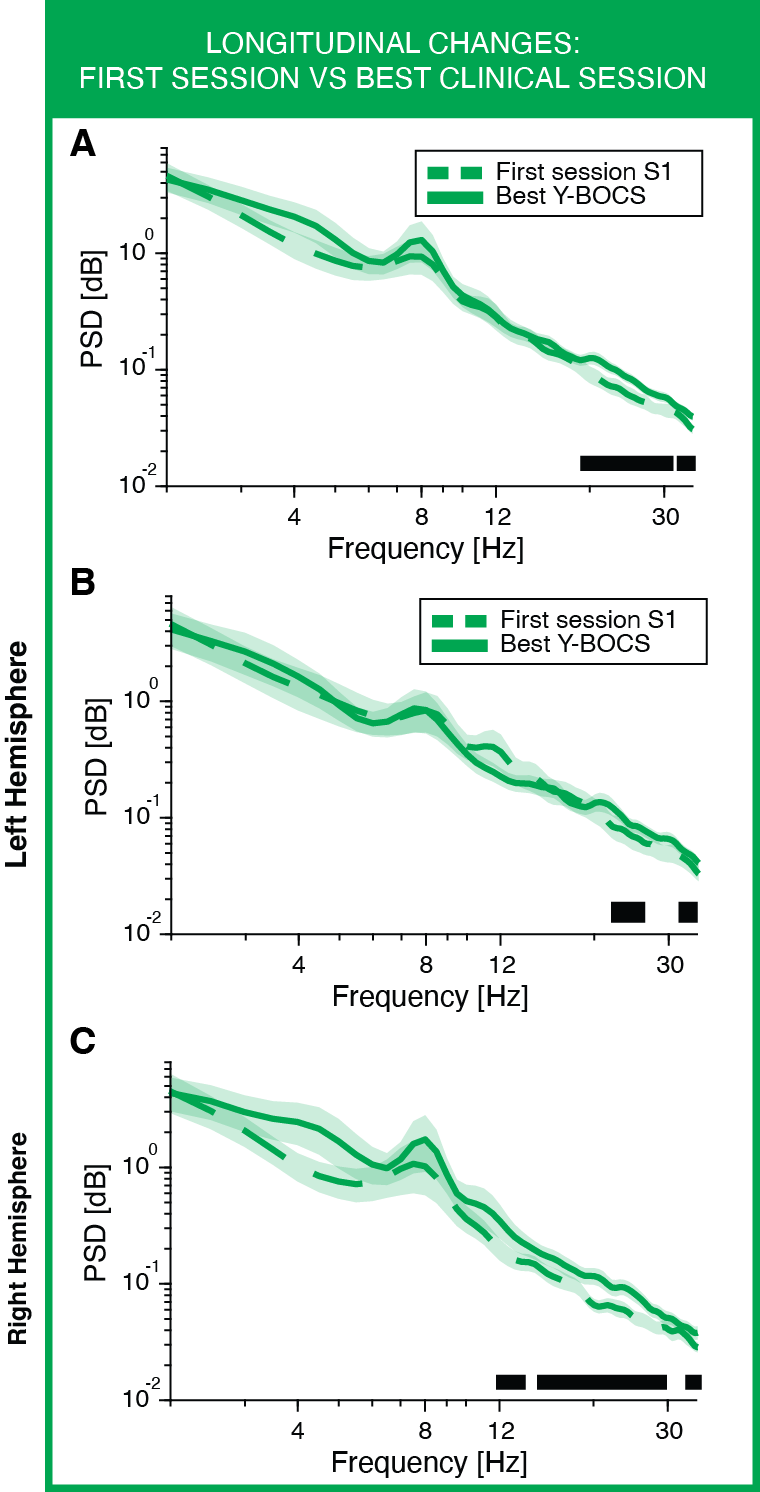 LONGITUDINAL CHANGES:
FIRST SESSION VS BEST CLINICAL SESSION
A
First session S1
Best Y-BOCS
PSD [dB]
10^0
10^-1
10^-2
4 8 12 30
Frequency [Hz]
B
Left Hemisphere
First session S1
Best Y-BOCS
PSD [dB]
10^0
10^-1
10^-2
4 8 12 30
Frequency [Hz]
C
Right Hemisphere
PSD [dB]
10^0
10^-1
10^-2
4 8 12 30
Frequency [Hz]